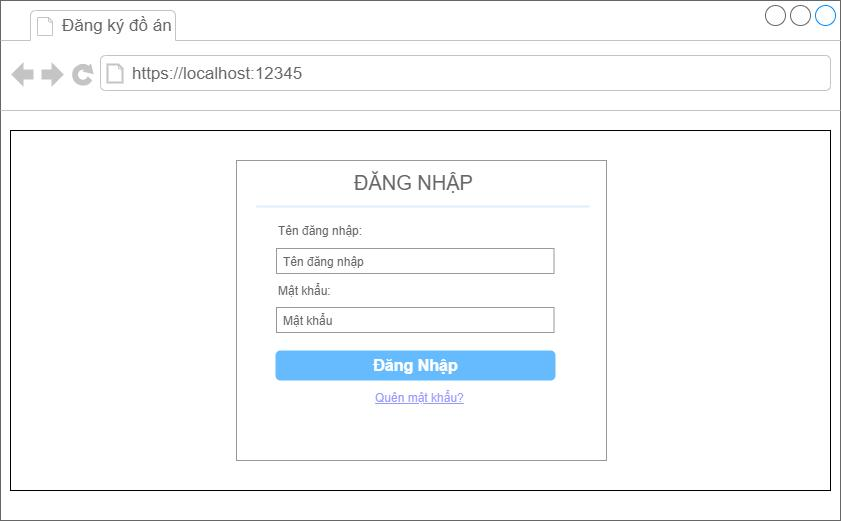 Đăng ký đồ án
https://localhost:12345
ĐĂNG NHẬP
Tên đăng nhập:
Tên đăng nhập
Mật khẩu:
Mật khẩu
Đăng Nhập
Quên mật khẩu?